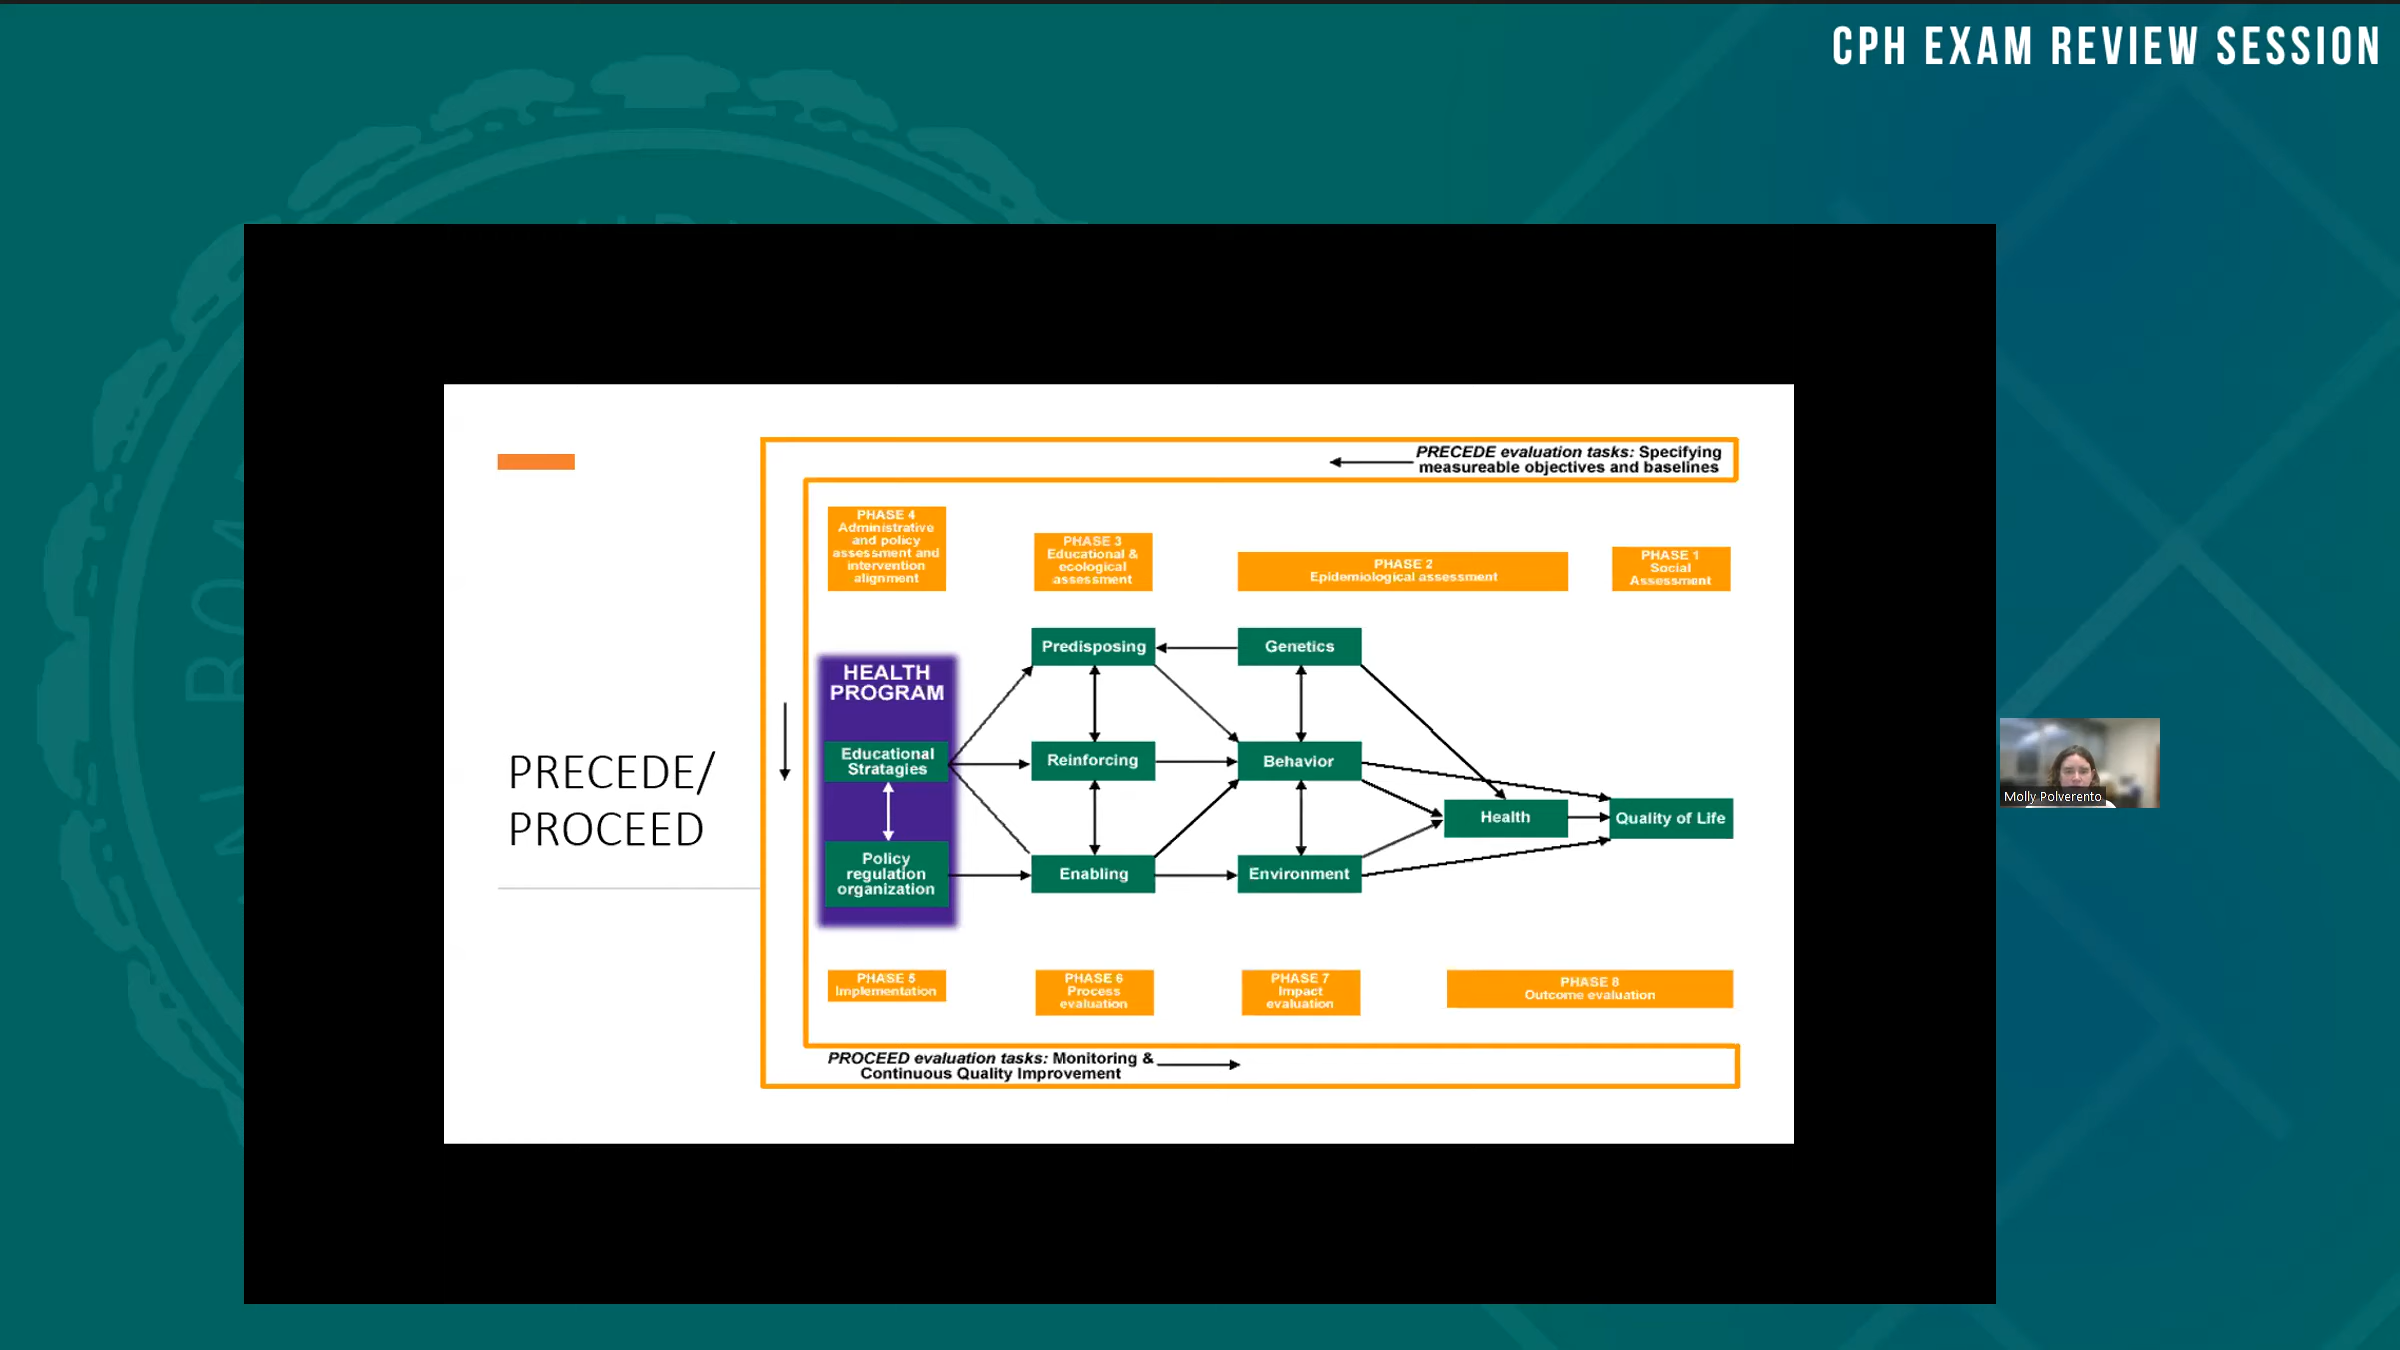 CPH EXAM REVIEW SESSION
PRECEDE/
PROCEED
PRECEDE evaluation tasks: Specifying
measureable objectives and baselines
PHASE 4
Administrative
and policy
assessment and
intervention
alignment
PHASE 3
Educational &
ecological
assessment
PHASE 2
Epidemiological assessment
PHASE 1
Social
Assessment
HEALTH
PROGRAM
Educational
Stratagies
Policy
regulation
organization
Predisposing
Reinforcing
Enabling
Genetics
Behavior
Environment
Health
Quality of Life
PHASE 5
Implementation
PHASE 6
Process
evaluation
PHASE 7
Impact
evaluation
PHASE 8
Outcome evaluation
PROCEED evaluation tasks: Monitoring &
Continuous Quality Improvement
Molly Polverento